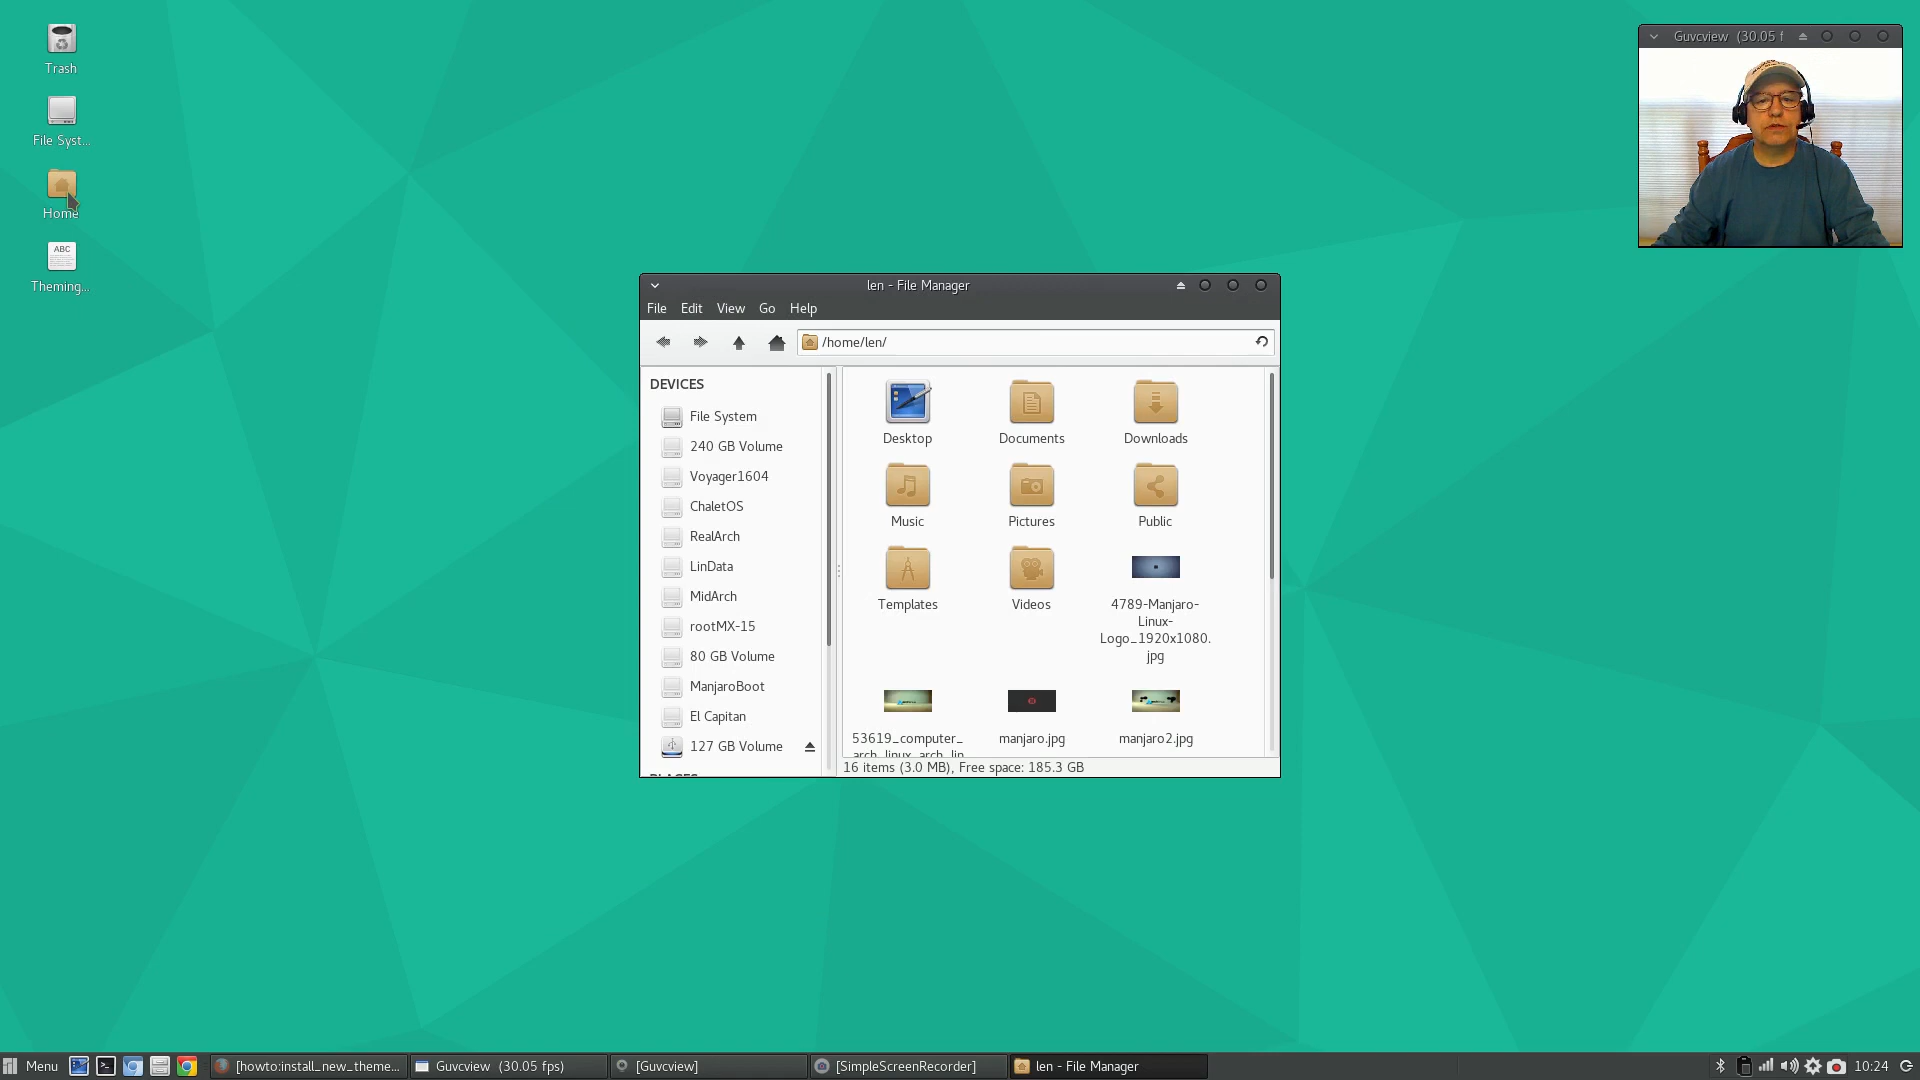 Trash
File Syst...
Home
ABC
Theming...
Guvcview (30.05 f
len - File Manager
File Edit View Go Help
/home/len/
DEVICES
File System
240 GB Volume
Voyager1604
ChaletOS
RealArch
LinData
MidArch
rootMX-15
80 GB Volume
ManjaroBoot
El Capitan
127 GB Volume
PLACES
Desktop
Documents
Downloads
Music
Pictures
Public
Templates
Videos
4789-Manjaro-
Linux-
Logo_1920x1080.
jpg
53619_computer_
arch_linux_arch_lin
manjaro.jpg
manjaro2.jpg
16 items (3.0 MB), Free space: 185.3 GB
Menu
[howto:install_new_theme...
Guvcview (30.05 fps)
[Guvcview]
[SimpleScreenRecorder]
len - File Manager
10:24